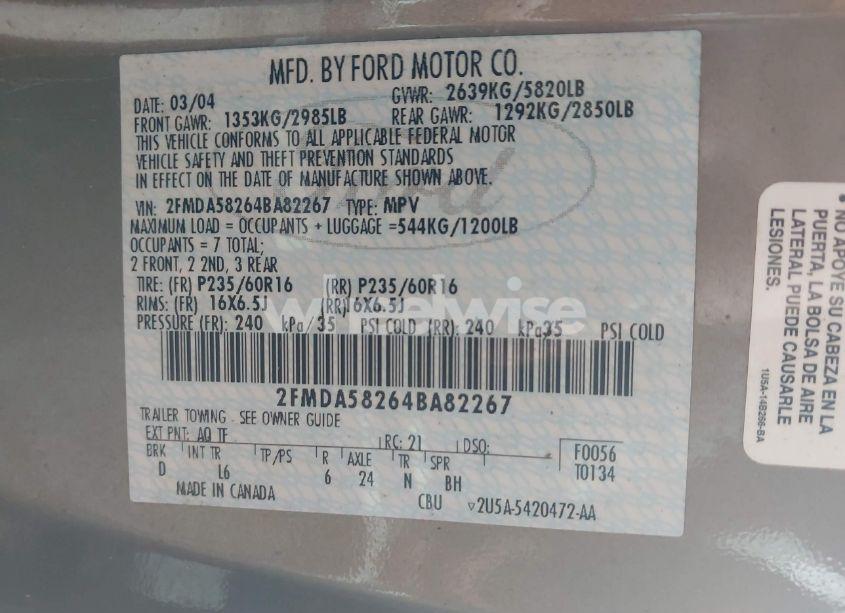 MFD. BY FORD MOTOR CO.
DATE: 03/04 GVWR: 2639KG/5820LB
FRONT GAWR: 1353KG/2985LB REAR GAWR: 1292KG/2850LB
THIS VEHICLE CONFORMS TO ALL APPLICABLE FEDERAL MOTOR
VEHICLE SAFETY AND THEFT PREVENTION STANDARDS
IN EFFECT ON THE DATE OF MANUFACTURE SHOWN ABOVE.
VIN: 2FMDA58264BA82267 TYPE: MPV
MAXIMUM LOAD = OCCUPANTS + LUGGAGE =544KG/1200LB
OCCUPANTS = 7 TOTAL;
2 FRONT, 2 2ND, 3 REAR
TIRE: (FR) P235/60R16 (RR) P235/60R16
RIMS: (FR) 16X6.5J (RR)16X6.5J
wheelwise
PRESSURE (FR): 240 kPa/35 PSI COLD (RR): 240 kPa35 PSI COLD
2FMDA58264BA82267
TRAILER TOWING - SEE OWNER GUIDE
EXT PNT: AQ TF RC: 21 DSO: F0056
BRK INT TR TP/PS R AXLE TR SPR T0134
D L6 6 24 N BH
MADE IN CANADA CBU ▽2U5A-5420472-AA
• NO APOYE SU CABEZA EN LA
PUERTA, LA BOLSA DE AIRE
LATERAL PUEDE CAUSARLE
LESIONES.
1U5A-14B266-BA